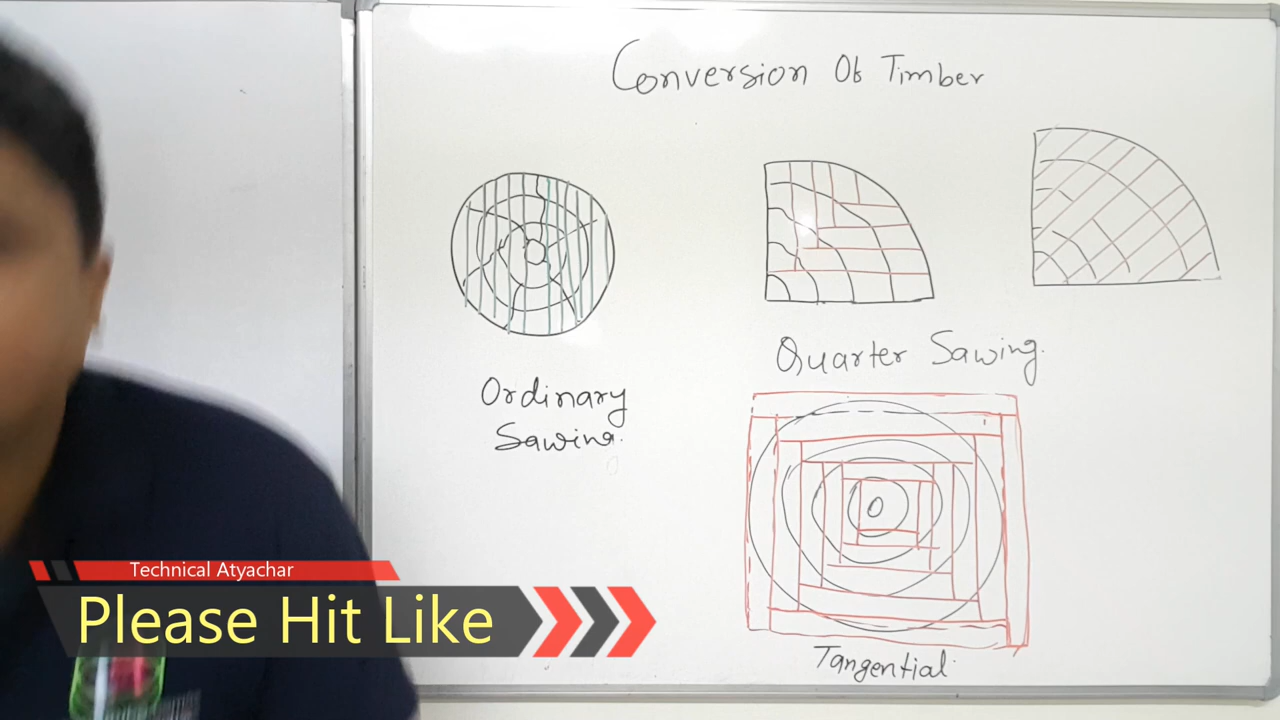 Conversion Of Timber
Ordinary
Sawing.
Quarter Sawing.
Tangential.
Technical Atyachar
Please Hit Like